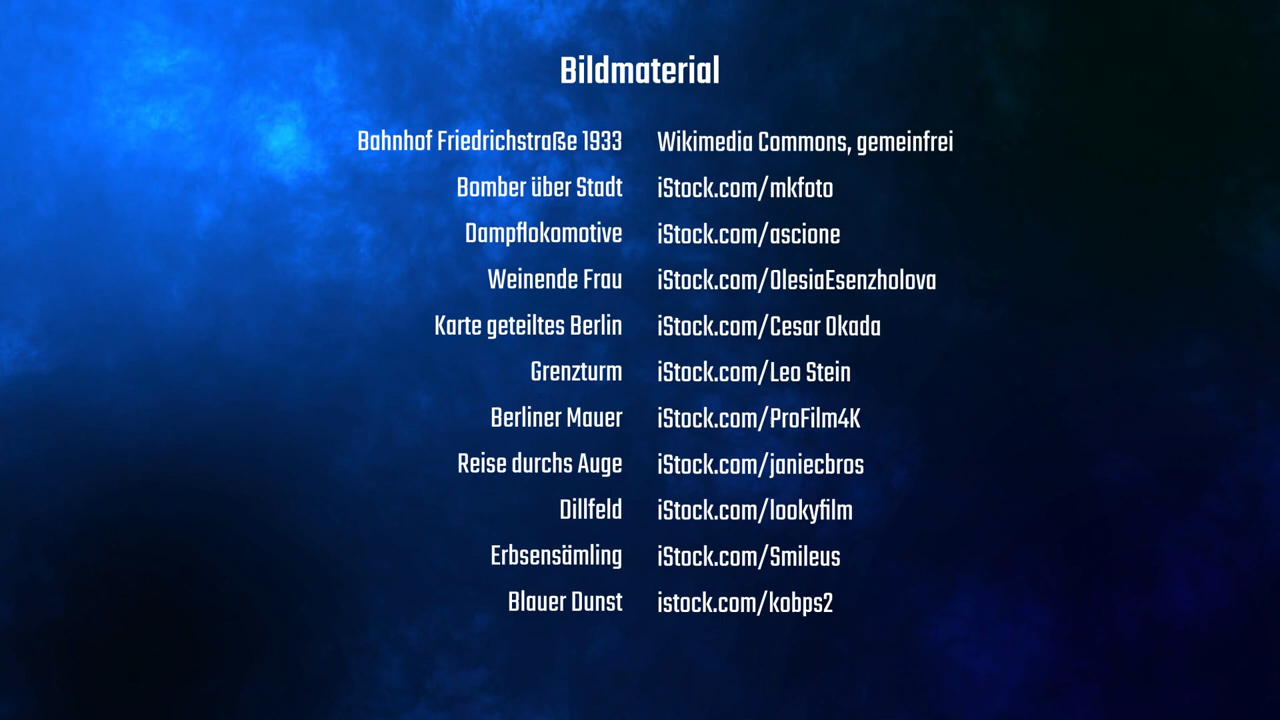 Bildmaterial
Bahnhof Friedrichstraße 1933 Wikimedia Commons, gemeinfrei
Bomber über Stadt iStock.com/mkfoto
Dampflokomotive iStock.com/ascione
Weinende Frau iStock.com/OlesiaEsenzholova
Karte geteiltes Berlin iStock.com/Cesar Okada
Grenzturm iStock.com/Leo Stein
Berliner Mauer iStock.com/ProFilm4K
Reise durchs Auge iStock.com/janiecbros
Dillfeld iStock.com/lookyfilm
Erbsensämling iStock.com/Smileus
Blauer Dunst istock.com/kobps2